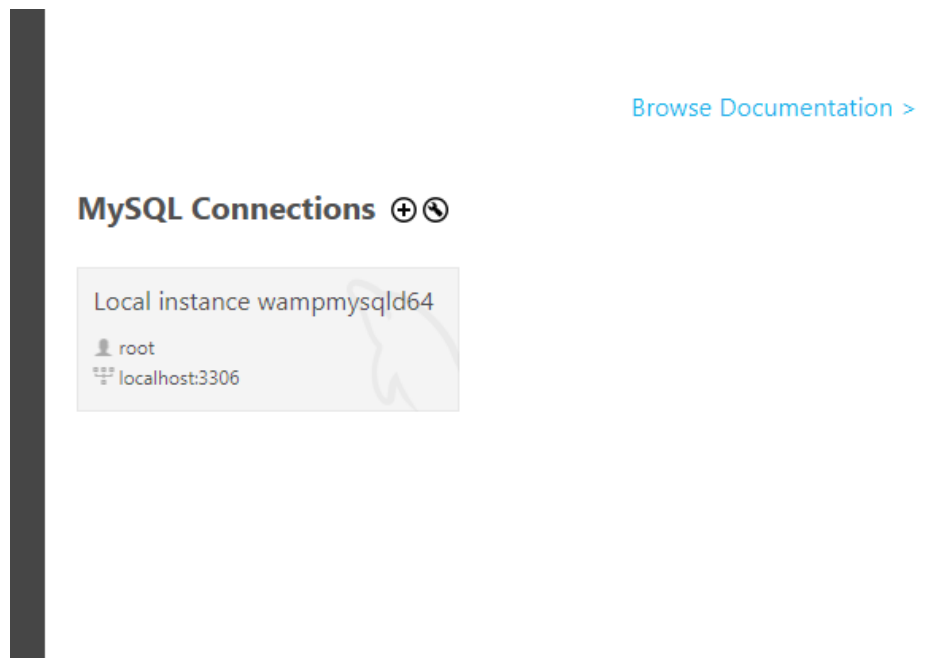 Browse Documentation >
MySQL Connections
Local instance wampmysqld64
root
localhost:3306